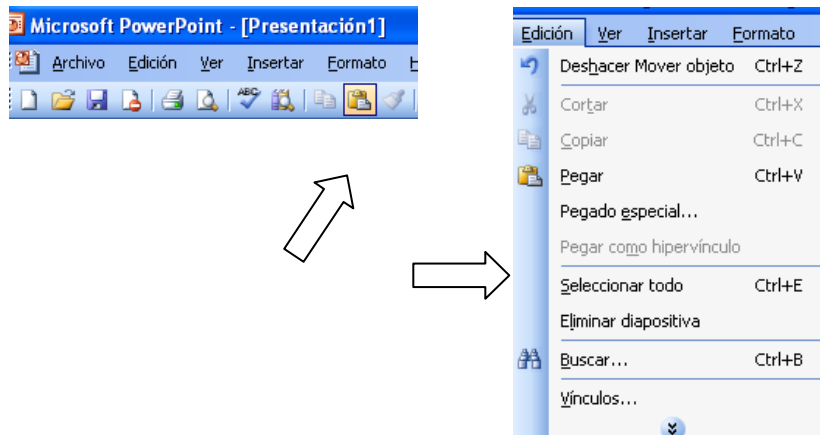 Microsoft PowerPoint - [Presentación1]
Archivo Edición Ver Insertar Formato
ABC
Edición Ver Insertar Formato
Deshacer Mover objeto Ctrl+Z
Cortar Ctrl+X
Copiar Ctrl+C
Pegar Ctrl+V
Pegado especial...
Pegar como hipervínculo
Seleccionar todo Ctrl+E
Eliminar diapositiva
Buscar... Ctrl+B
Vínculos...